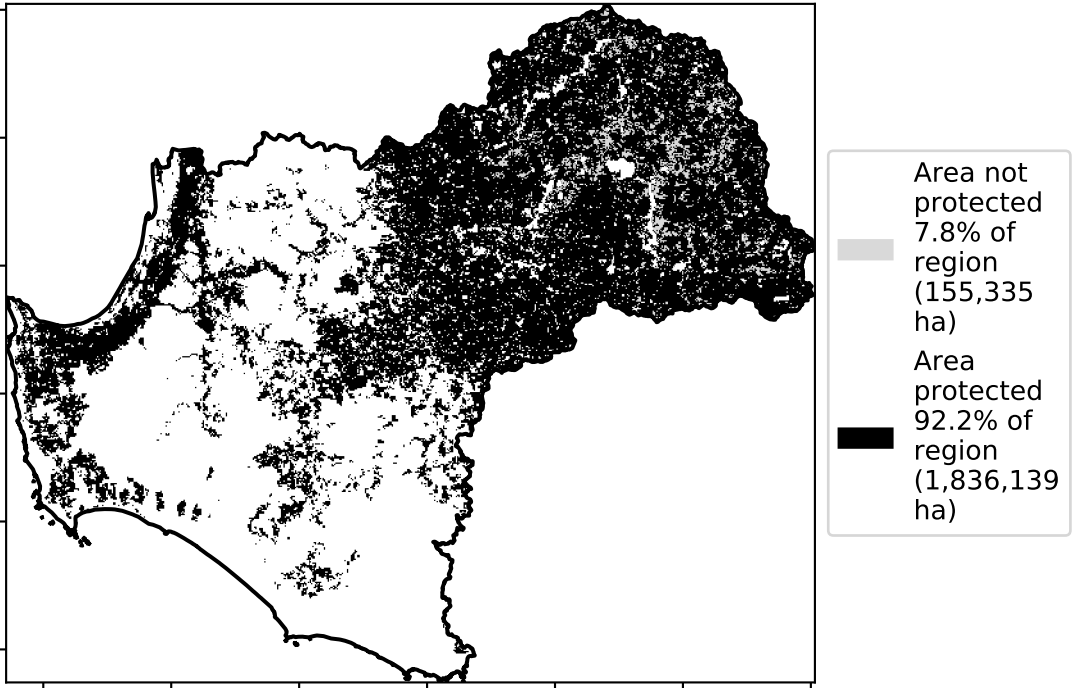 Area not
protected
7.8% of
region
(155,335
ha)
Area
protected
92.2% of
region
(1,836,139
ha)